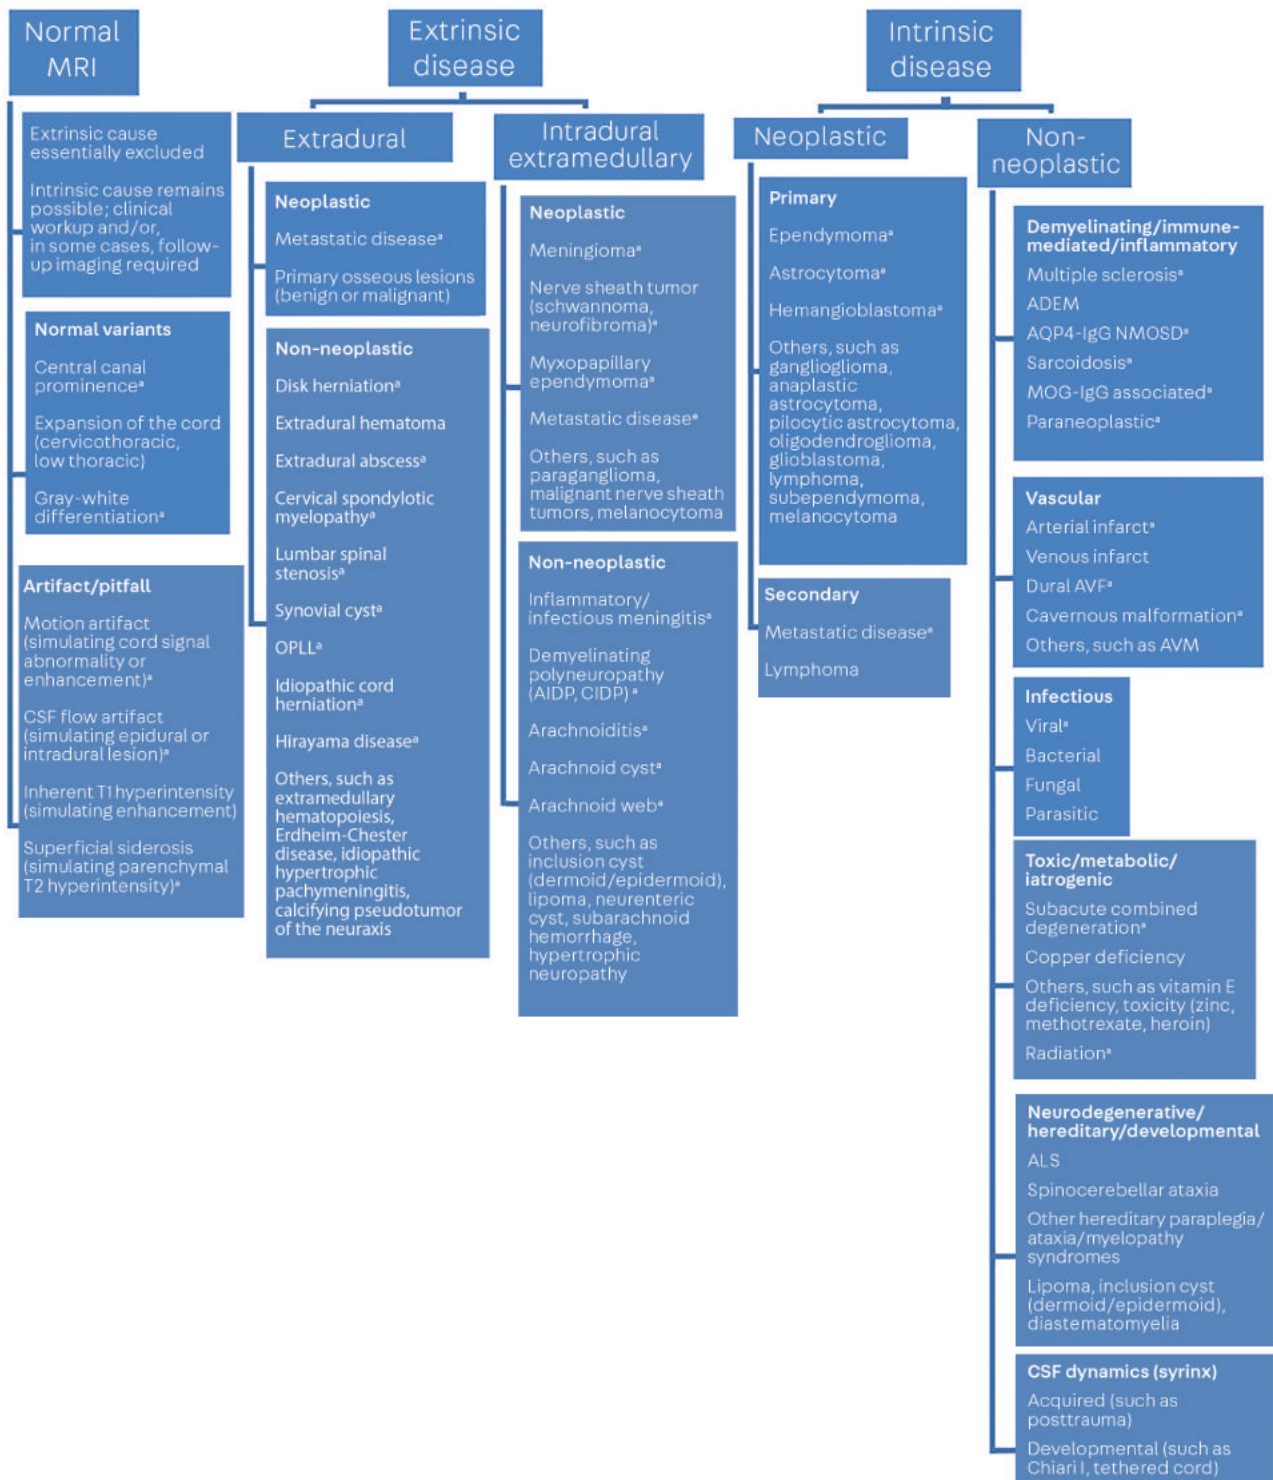 Normal
MRI
Extrinsic cause
essentially excluded
Intrinsic cause remains
possible; clinical
workup and/or,
in some cases, follow-
up imaging required
Normal variants
Central canal
prominenceᵃ
Expansion of the cord
(cervicothoracic,
low thoracic)
Gray-white
differentiationᵃ
Artifact/pitfall
Motion artifact
(simulating cord signal
abnormality or
enhancement)ᵃ
CSF flow artifact
(simulating epidural or
intradural lesion)ᵃ
Inherent T1 hyperintensity
(simulating enhancement)
Superficial siderosis
(simulating parenchymal
T2 hyperintensity)ᵃ
Extrinsic
disease
Extradural
Neoplastic
Metastatic diseaseᵃ
Primary osseous lesions
(benign or malignant)
Non-neoplastic
Disk herniationᵃ
Extradural hematoma
Extradural abscessᵃ
Cervical spondylotic
myelopathyᵃ
Lumbar spinal
stenosisᵃ
Synovial cystᵃ
OPLLᵃ
Idiopathic cord
herniationᵃ
Hirayama diseaseᵃ
Others, such as
extramedullary
hematopoiesis,
Erdheim-Chester
disease, idiopathic
hypertrophic
pachymeningitis,
calcifying pseudotumor
of the neuraxis
Intradural
extramedullary
Neoplastic
Meningiomaᵃ
Nerve sheath tumor
(schwannoma,
neurofibroma)ᵃ
Myxopapillary
ependymomaᵃ
Metastatic diseaseᵃ
Others, such as
paraganglioma,
malignant nerve sheath
tumors, melanocytoma
Non-neoplastic
Inflammatory/
infectious meningitisᵃ
Demyelinating
polyneuropathy
(AIDP, CIDP) ᵃ
Arachnoiditisᵃ
Arachnoid cystᵃ
Arachnoid webᵃ
Others, such as
inclusion cyst
(dermoid/epidermoid),
lipoma, neurenteric
cyst, subarachnoid
hemorrhage,
hypertrophic
neuropathy
Intrinsic
disease
Neoplastic
Primary
Ependymomaᵃ
Astrocytomaᵃ
Hemangioblastomaᵃ
Others, such as
ganglioglioma,
anaplastic
astrocytoma,
pilocytic astrocytoma,
oligodendroglioma,
glioblastoma,
lymphoma,
subependymoma,
melanocytoma
Secondary
Metastatic diseaseᵃ
Lymphoma
Non-
neoplastic
Demyelinating/immune-
mediated/inflammatory
Multiple sclerosisᵃ
ADEM
AQP4-IgG NMOSDᵃ
Sarcoidosisᵃ
MOG-IgG associatedᵃ
Paraneoplasticᵃ
Vascular
Arterial infarctᵃ
Venous infarct
Dural AVFᵃ
Cavernous malformationᵃ
Others, such as AVM
Infectious
Viralᵃ
Bacterial
Fungal
Parasitic
Toxic/metabolic/
iatrogenic
Subacute combined
degenerationᵃ
Copper deficiency
Others, such as vitamin E
deficiency, toxicity (zinc,
methotrexate, heroin)
Radiationᵃ
Neurodegenerative/
hereditary/developmental
ALS
Spinocerebellar ataxia
Other hereditary paraplegia/
ataxia/myelopathy
syndromes
Lipoma, inclusion cyst
(dermoid/epidermoid),
diastematomyelia
CSF dynamics (syrinx)
Acquired (such as
posttrauma)
Developmental (such as
Chiari I, tethered cord)